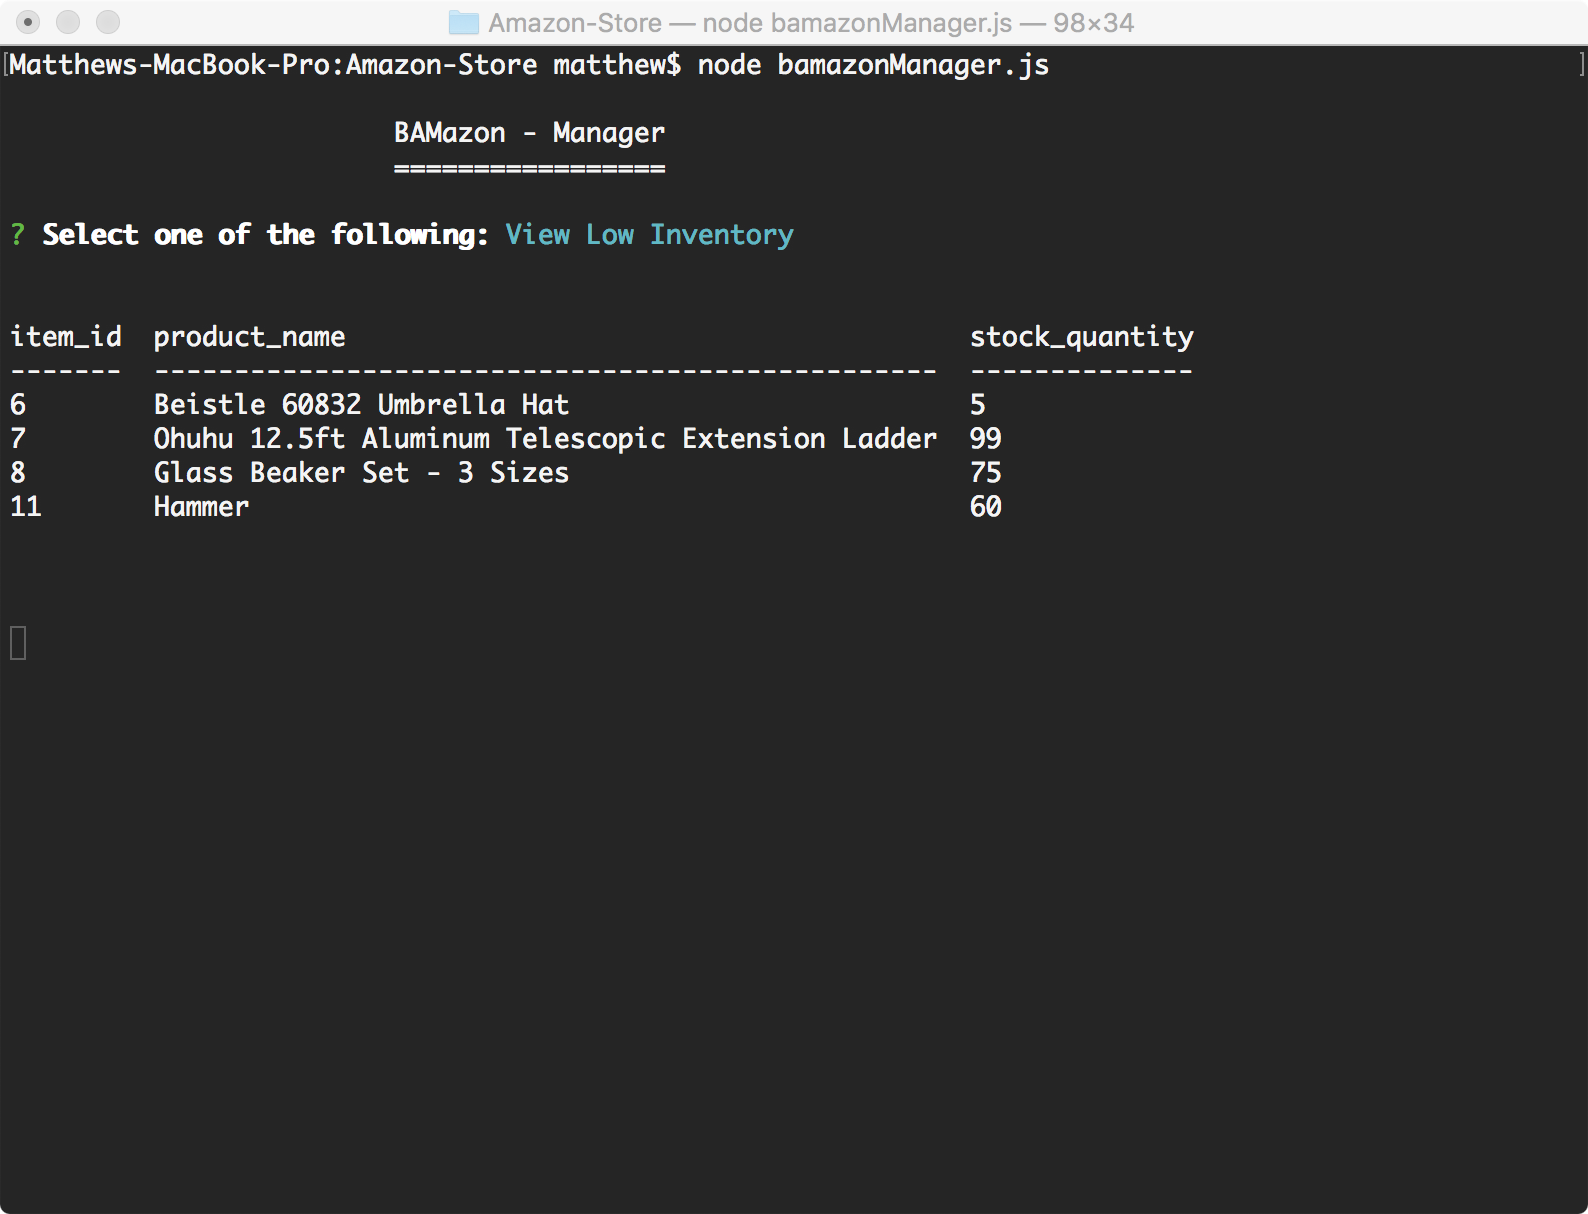 Amazon-Store — node bamazonManager.js — 98×34
[Matthews-MacBook-Pro:Amazon-Store matthew$ node bamazonManager.js ]
BAMazon - Manager
=================
? Select one of the following: View Low Inventory
item_id  product_name                                       stock_quantity
-------  -------------------------------------------------  --------------
6        Beistle 60832 Umbrella Hat                         5
7        Ohuhu 12.5ft Aluminum Telescopic Extension Ladder  99
8        Glass Beaker Set - 3 Sizes                         75
11       Hammer                                             60